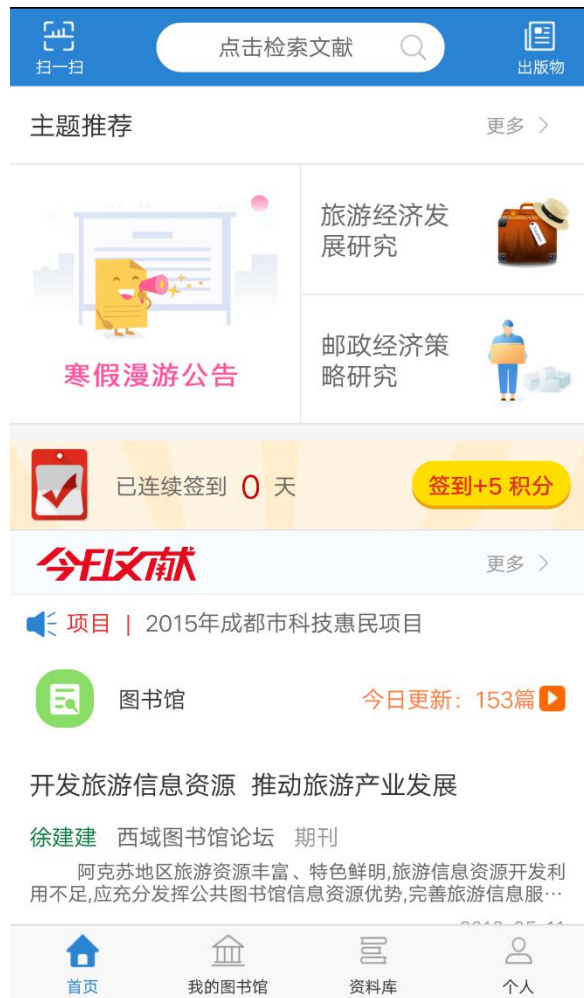 扫一扫
点击检索文献
出版物
主题推荐
更多
旅游经济发
展研究
寒假漫游公告
邮政经济策
略研究
已连续签到 0 天
签到+5 积分
今日文献
更多
项目 | 2015年成都市科技惠民项目
图书馆
今日更新: 153篇
开发旅游信息资源 推动旅游产业发展
徐建建 西域图书馆论坛 期刊
阿克苏地区旅游资源丰富、特色鲜明,旅游信息资源开发利
用不足,应充分发挥公共图书馆信息资源优势,完善旅游信息服…
首页
我的图书馆
资料库
个人